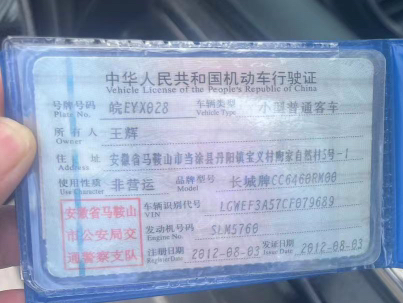 中华人民共和国机动车行驶证
Vehicle License of the People's Republic of China
号牌号码 皖EYX028 车辆类型 小型普通客车
Plate No. Vehicle Type
所有人 王辉
Owner
住址 安徽省马鞍山市当涂县丹阳镇宝义村陶家自然村5号-1
Address
使用性质 非营运 品牌型号 长城牌CC6460RM00
Use Character Model
安徽省马鞍山 车辆识别代号 LGWEF3A57CF079689
VIN
市公安局交 发动机号码 SLM5760
Engine No.
通警察支队 注册日期 2012-08-03 发证日期 2012-08-03
Register Date Issue Date